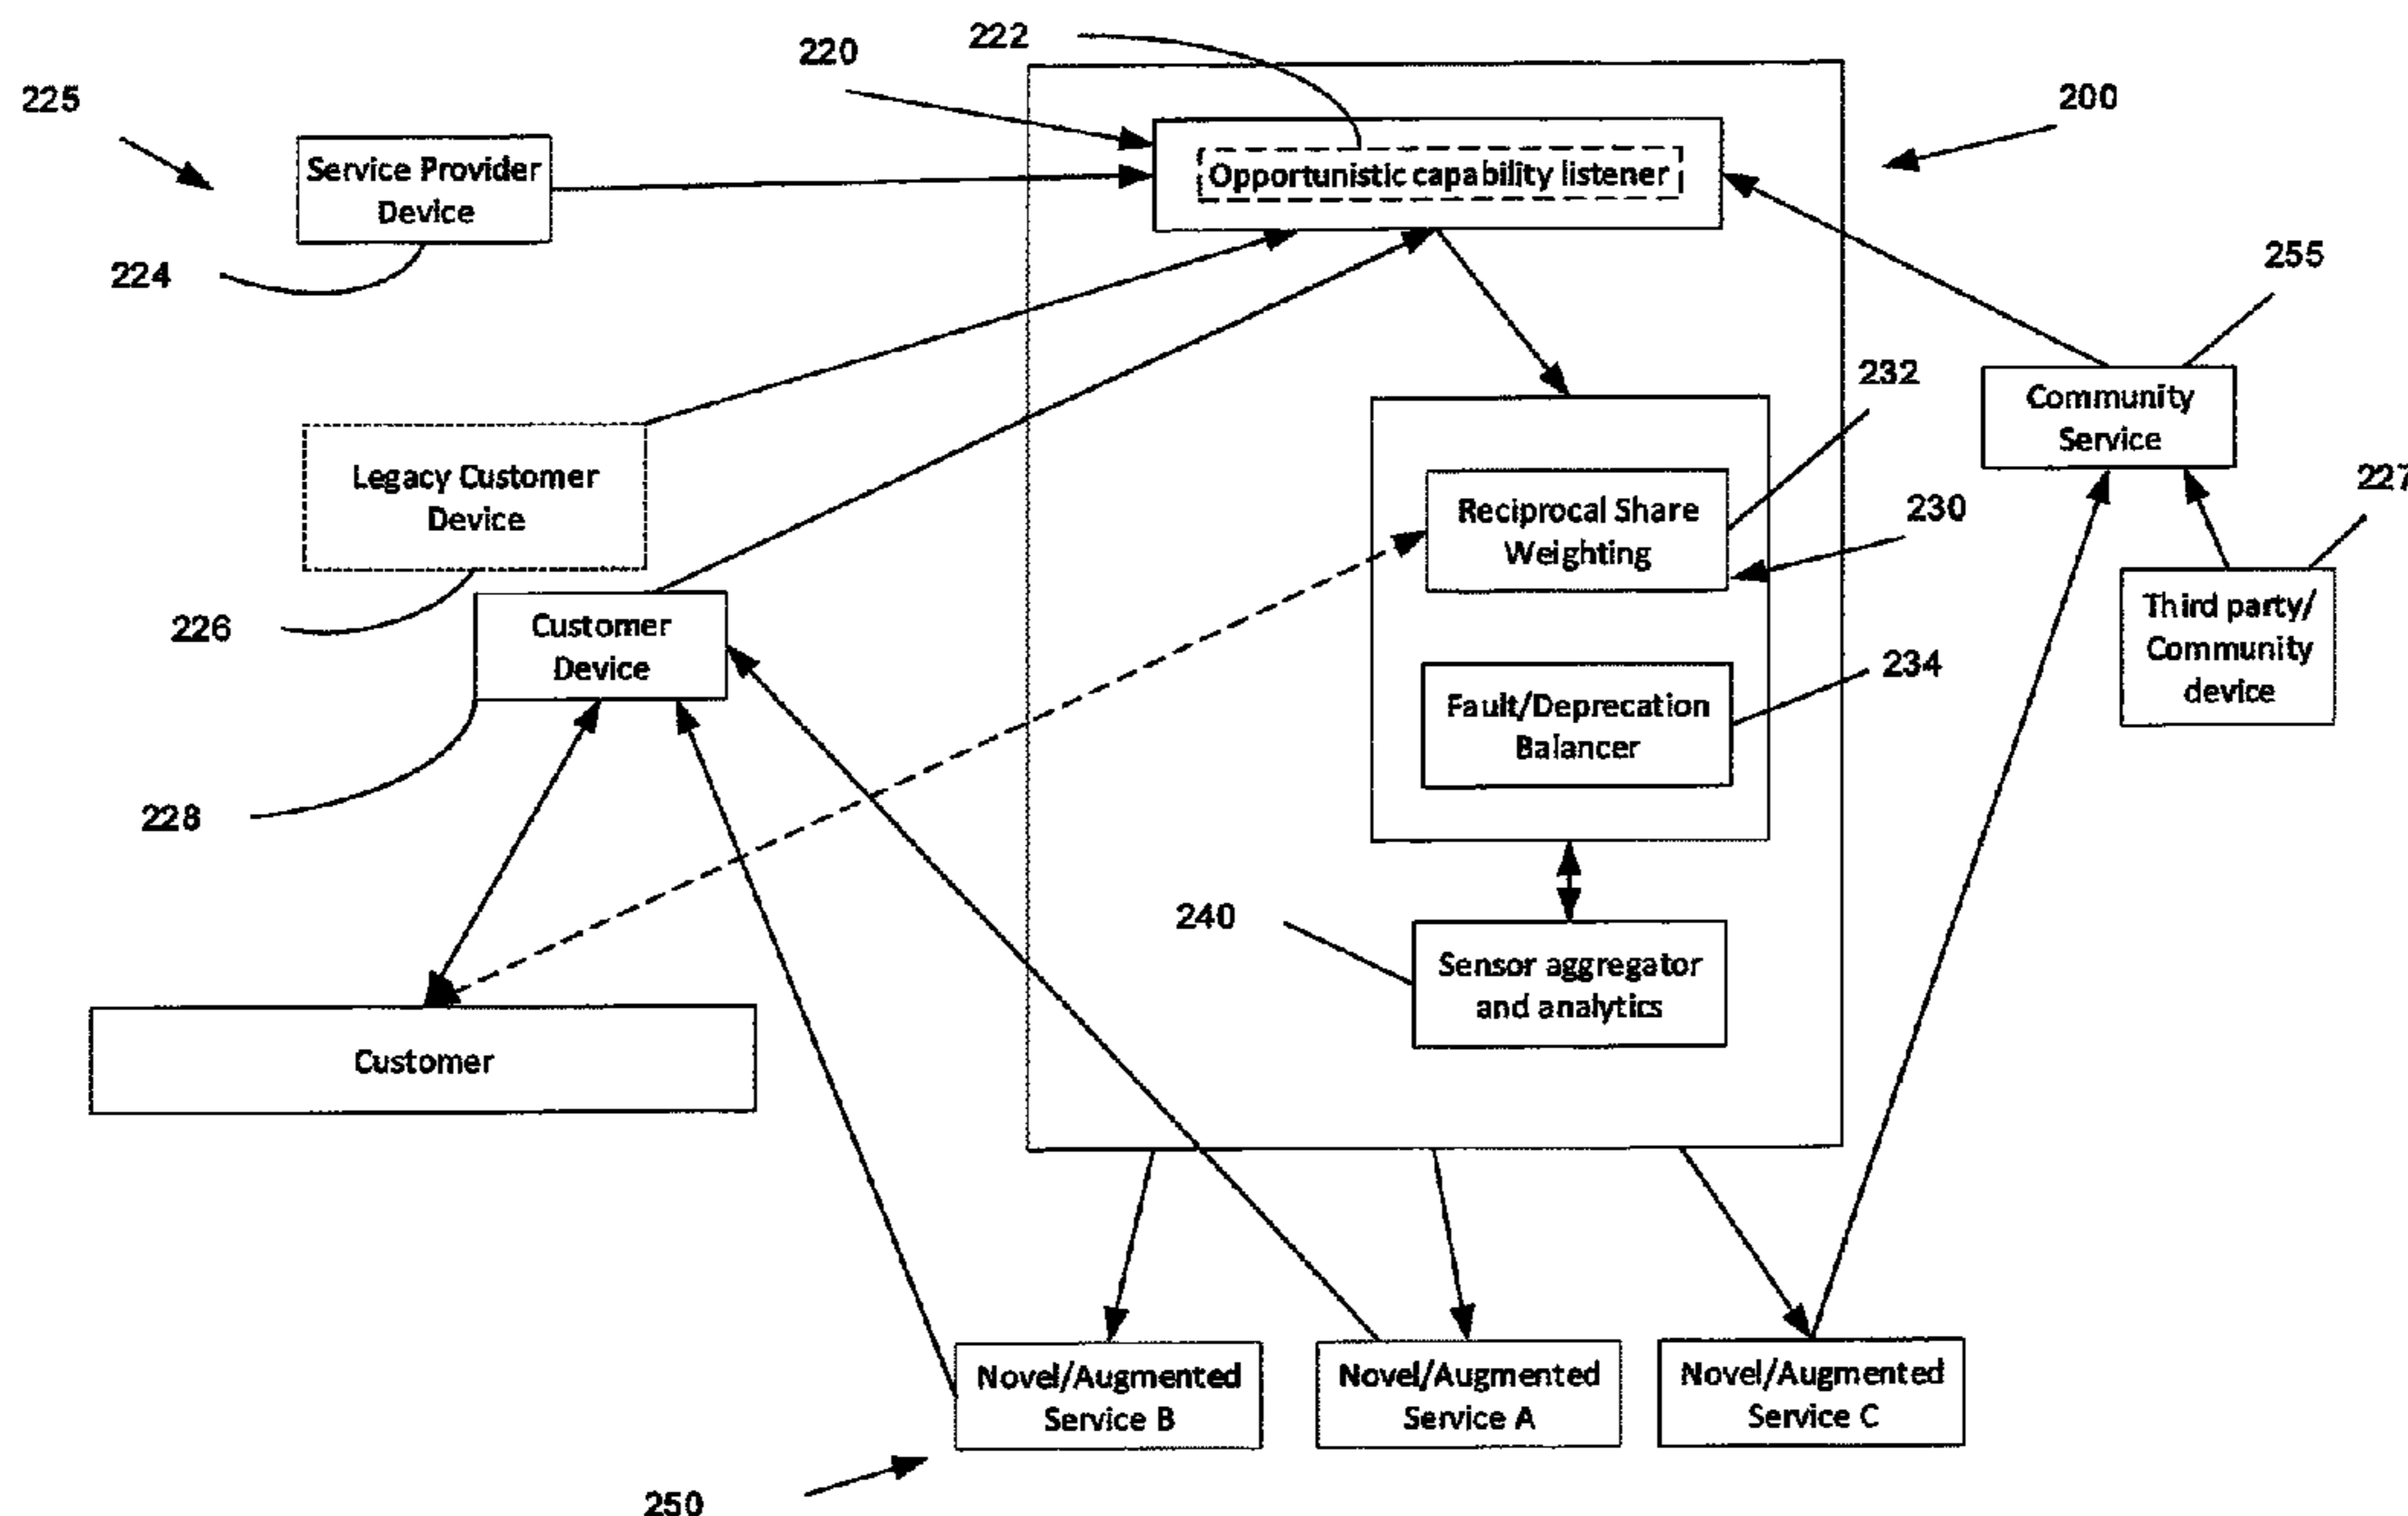 222
220
225
200
Service Provider
Device
Opportunistic capability listener
224
255
232
Community
Service
Legacy Customer
Device
227
Reciprocal Share
Weighting
230
226
Customer
Device
Third party/
Community
device
234
Fault/Deprecation
Balancer
228
240
Sensor aggregator
and analytics
Customer
Novel/Augmented
Service B
Novel/Augmented
Service A
Novel/Augmented
Service C
250